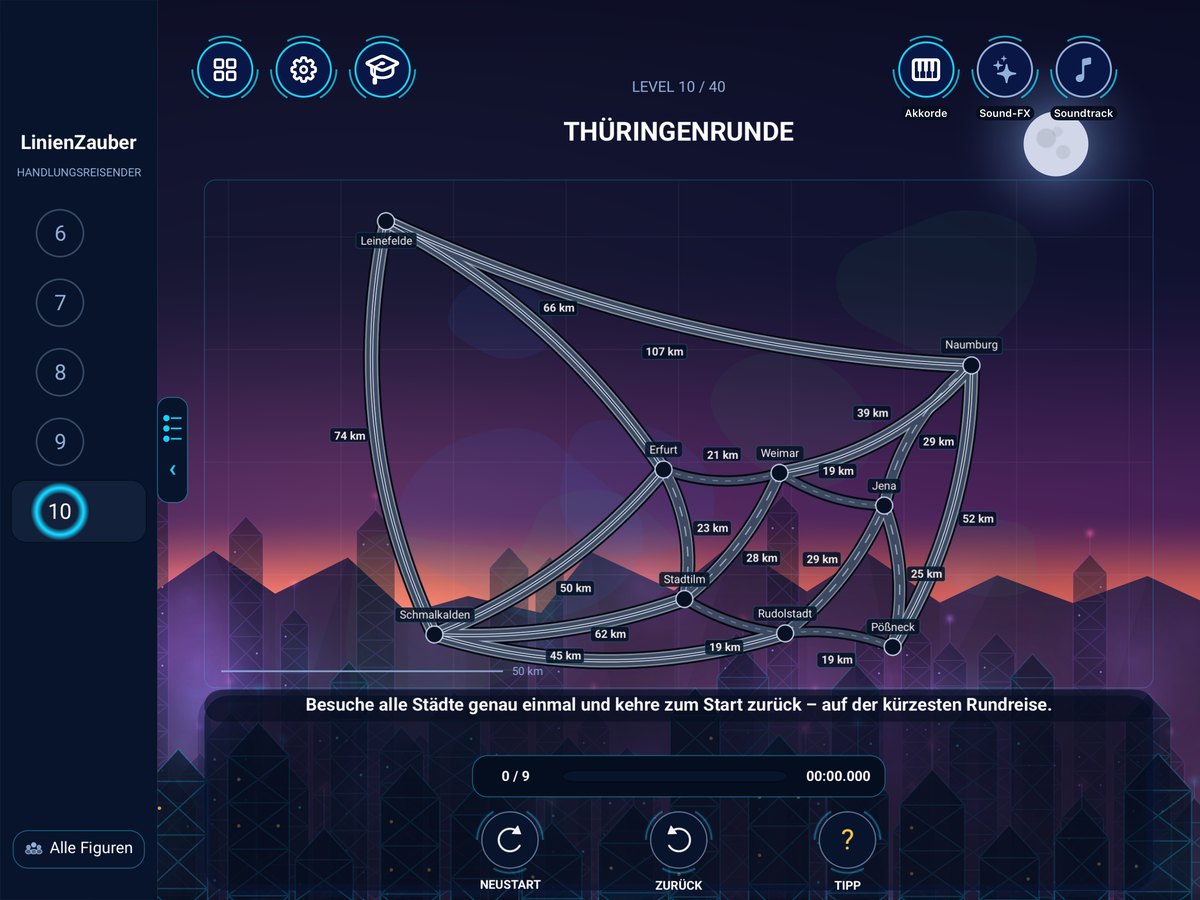 LEVEL 10 / 40
Akkorde
Sound-FX
Soundtrack
THÜRINGENRUNDE
LinienZauber
HANDLUNGSREISENDER
6
7
8
9
10
Alle Figuren
Leinefelde
66 km
107 km
Naumburg
39 km
29 km
74 km
Erfurt
21 km
Weimar
19 km
Jena
23 km
52 km
28 km
29 km
25 km
Stadtilm
50 km
Schmalkalden
Rudolstadt
Pößneck
62 km
19 km
45 km
19 km
50 km
Besuche alle Städte genau einmal und kehre zum Start zurück – auf der kürzesten Rundreise.
0 / 9
00:00.000
?
NEUSTART
ZURÜCK
TIPP